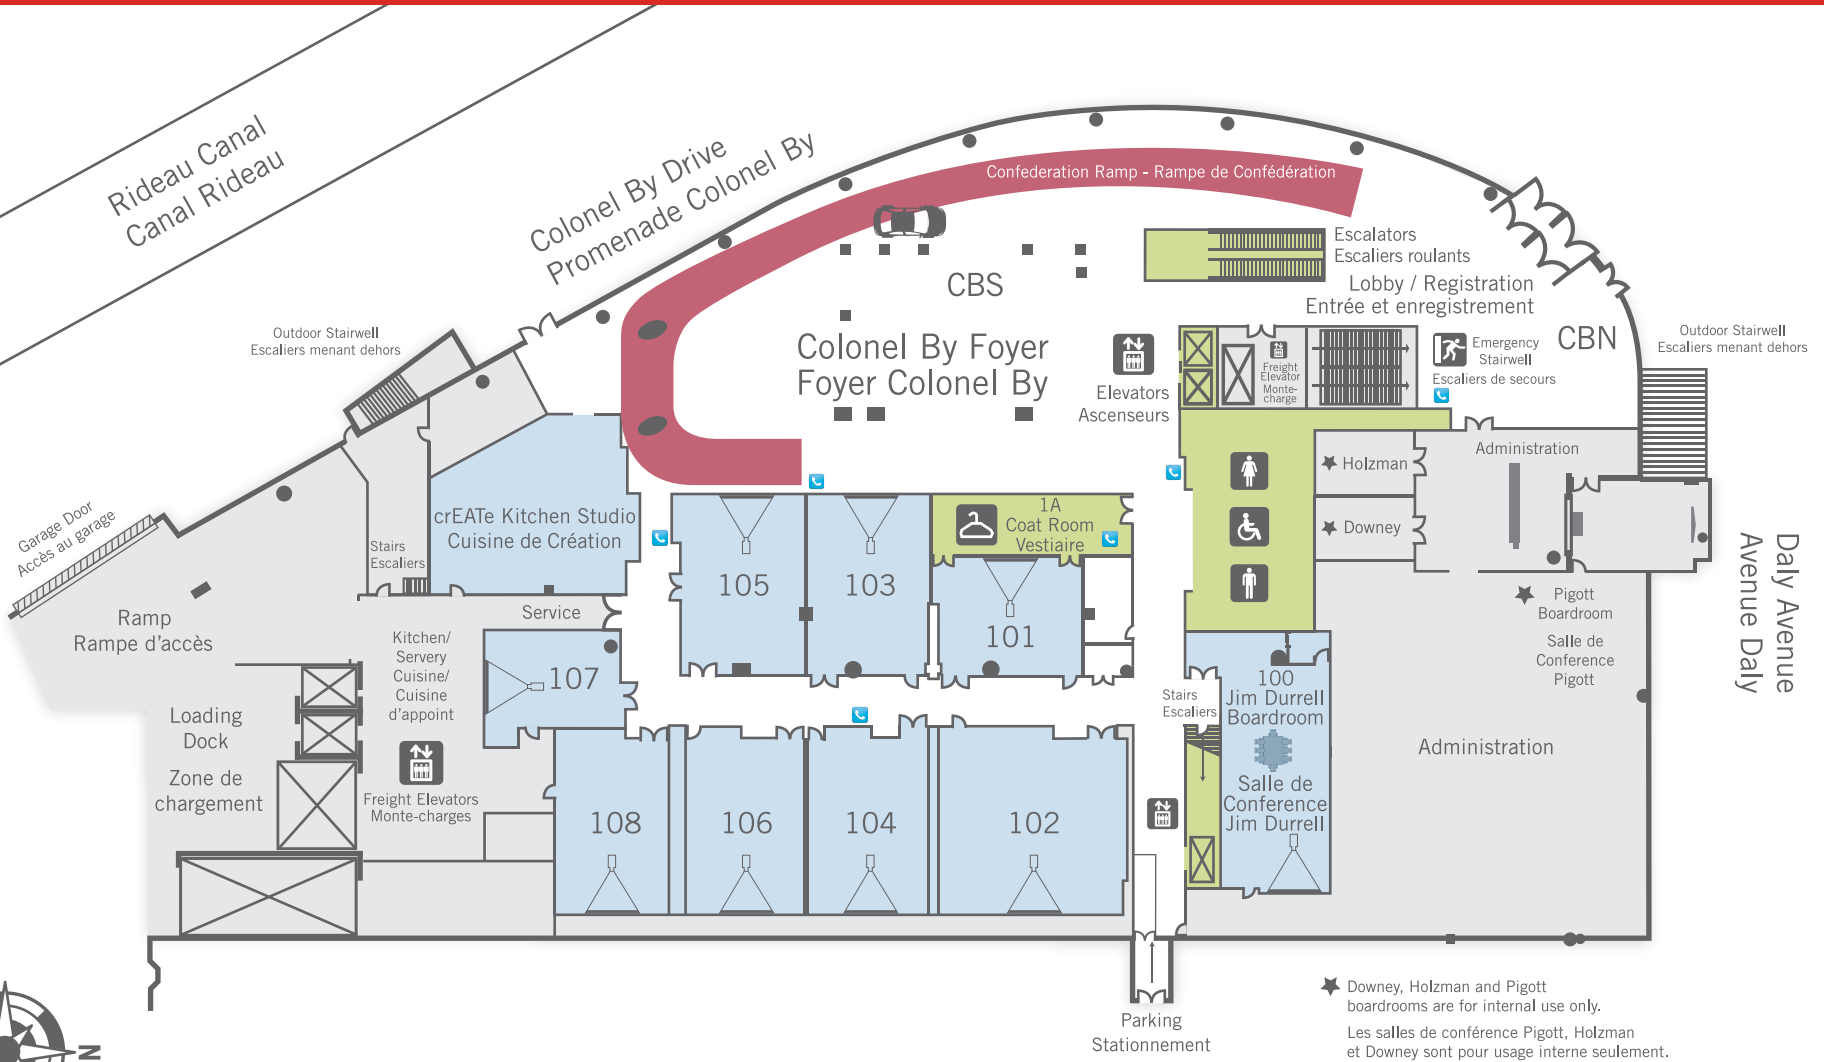 Rideau Canal
Canal Rideau
Colonel By Drive
Promenade Colonel By
Confederation Ramp - Rampe de Confédération
Escalators
Escaliers roulants
Lobby / Registration
Entrée et enregistrement
CBS
CBN
Colonel By Foyer
Foyer Colonel By
Outdoor Stairwell
Escaliers menant dehors
Outdoor Stairwell
Escaliers menant dehors
Elevators
Ascenseurs
Freight
Elevator
Monte-
charge
Emergency
Stairwell
Escaliers de secours
Holzman
Downey
Administration
Garage Door
Accès au garage
Stairs
Escaliers
crEATe Kitchen Studio
Cuisine de Création
1A
Coat Room
Vestiaire
105
103
101
Ramp
Rampe d'accès
Service
Kitchen/
Servery
Cuisine/
Cuisine
d'appoint
107
Pigott
Boardroom
Salle de
Conference
Pigott
Daly Avenue
Avenue Daly
Loading
Dock
Zone de
chargement
Freight Elevators
Monte-charges
Stairs
Escaliers
100
Jim Durrell
Boardroom
Salle de
Conference
Jim Durrell
Administration
108
106
104
102
Parking
Stationnement
Downey, Holzman and Pigott
boardrooms are for internal use only.
Les salles de conférence Pigott, Holzman
et Downey sont pour usage interne seulement.
N